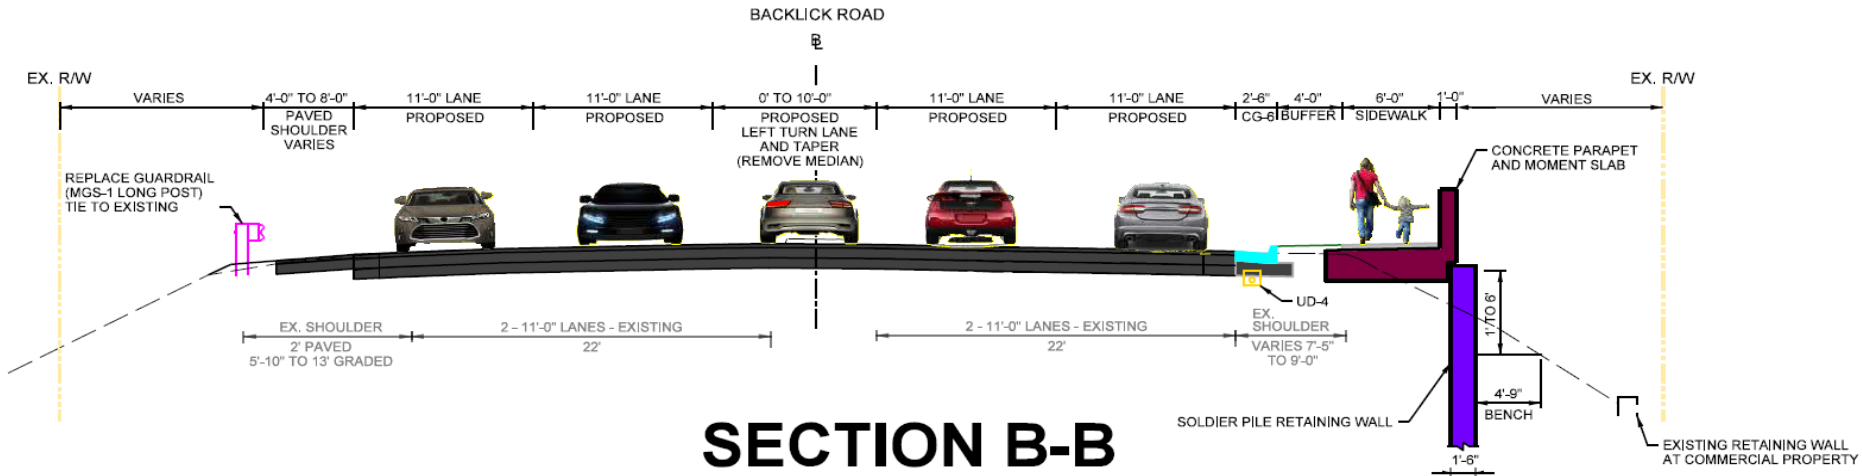 BACKLICK ROAD
℄
EX. R/W
EX. R/W
VARIES
4'-0" TO 8'-0"
PAVED
SHOULDER
VARIES
11'-0" LANE
PROPOSED
11'-0" LANE
PROPOSED
0' TO 10'-0"
PROPOSED
LEFT TURN LANE
AND TAPER
(REMOVE MEDIAN)
11'-0" LANE
PROPOSED
11'-0" LANE
PROPOSED
2'-6"
CG-6
4'-0"
BUFFER
6'-0"
SIDEWALK
1'-0"
VARIES
REPLACE GUARDRAIL
(MGS-1 LONG POST)
TIE TO EXISTING
CONCRETE PARAPET
AND MOMENT SLAB
UD-4
EX. SHOULDER
2' PAVED
5'-10" TO 13' GRADED
2 - 11'-0" LANES - EXISTING
22'
2 - 11'-0" LANES - EXISTING
22'
EX.
SHOULDER
VARIES 7'-5"
TO 9'-0"
1' TO 6'
4'-9"
BENCH
SOLDIER PILE RETAINING WALL
1'-6"
EXISTING RETAINING WALL
AT COMMERCIAL PROPERTY
SECTION B-B